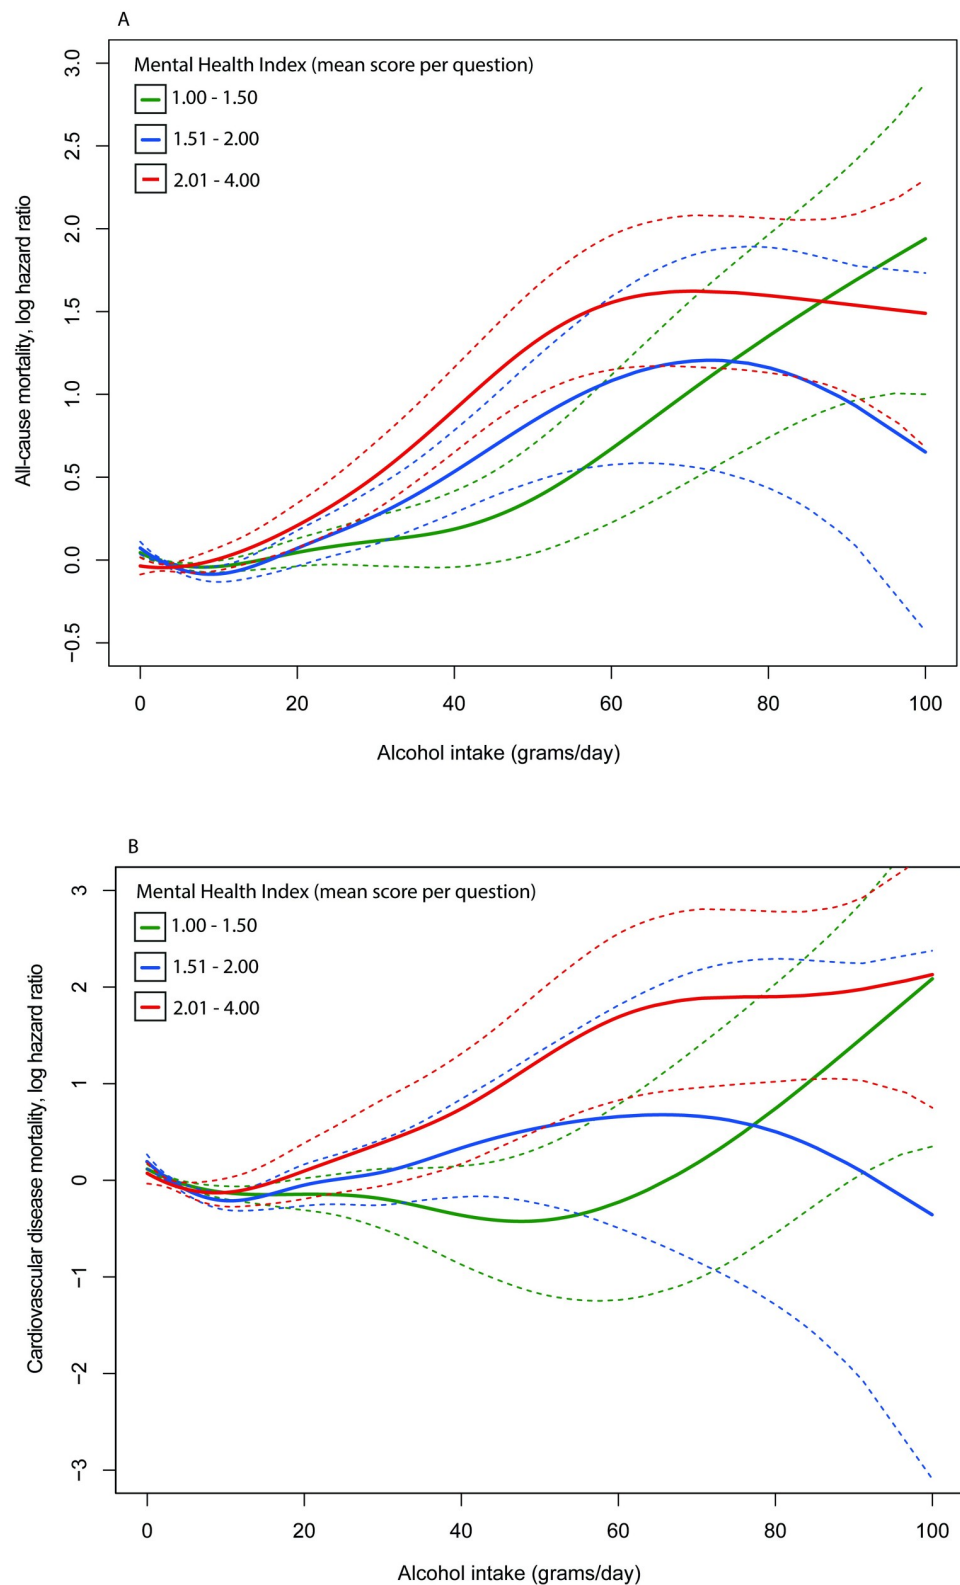 A
Mental Health Index (mean score per question)
1.00 - 1.50
1.51 - 2.00
2.01 - 4.00
3.0
2.5
2.0
1.5
1.0
0.5
0.0
−0.5
All-cause mortality, log hazard ratio
0 20 40 60 80 100
Alcohol intake (grams/day)
B
Mental Health Index (mean score per question)
1.00 - 1.50
1.51 - 2.00
2.01 - 4.00
3
2
1
0
−1
−2
−3
Cardiovascular disease mortality, log hazard ratio
0 20 40 60 80 100
Alcohol intake (grams/day)